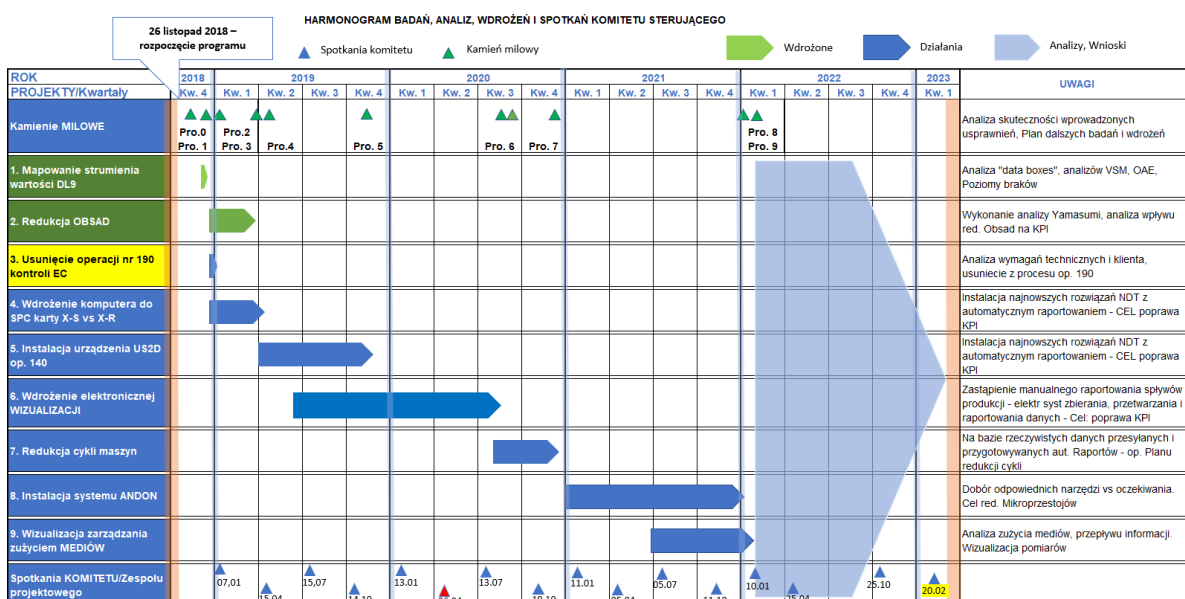 HARMONOGRAM BADAŃ, ANALIZ, WDROŻEŃ I SPOTKAŃ KOMITETU STERUJĄCEGO
26 listopad 2018 –
rozpoczęcie programu
Spotkania komitetu
Kamień milowy
Wdrożone
Działania
Analizy, Wnioski
ROK 2018 2019 2020 2021 2022 2023 UWAGI
PROJEKTY/Kwartały Kw. 4 Kw. 1 Kw. 2 Kw. 3 Kw. 4 Kw. 1 Kw. 2 Kw. 3 Kw. 4 Kw. 1 Kw. 2 Kw. 3 Kw. 4 Kw. 1 Kw. 2 Kw. 3 Kw. 4 Kw. 1
Kamienie MILOWE
Pro.0 Pro.2 Pro. 8
Pro. 1 Pro. 3 Pro.4 Pro. 5 Pro. 6 Pro. 7 Pro. 9
Analiza skuteczności wprowadzonych
usprawnień, Plan dalszych badań i wdrożeń
1. Mapowanie strumienia
wartości DL9
Analiza "data boxes", analizów VSM, OAE,
Poziomy braków
2. Redukcja OBSAD
Wykonanie analizy Yamasumi, analiza wpływu
red. Obsad na KPI
3. Usunięcie operacji nr 190
kontroli EC
Analiza wymagań technicznych i klienta,
usuniecie z procesu op. 190
4. Wdrożenie komputera do
SPC karty X-S vs X-R
Instalacja najnowszych rozwiązań NDT z
automatycznym raportowaniem - CEL poprawa
KPI
5. Instalacja urządzenia US2D
op. 140
Instalacja najnowszych rozwiązań NDT z
automatycznym raportowaniem - CEL poprawa
KPI
6. Wdrożenie elektronicznej
WIZUALIZACJI
Zastąpienie manualnego raportowania spływów
produkcji - elektr syst zbierania, przetwarzania i
raportowania danych - Cel: poprawa KPI
7. Redukcja cykli maszyn
Na bazie rzeczywistych danych przesyłanych i
przygotowywanych aut. Raportów - op. Planu
redukcji cykli
8. Instalacja systemu ANDON
Dobór odpowiednich narzędzi vs oczekiwania.
Cel red. Mikroprzestojów
9. Wizualizacja zarządzania
zużyciem MEDIÓW
Analiza zużycia mediów, przepływu informacji.
Wizualizacja pomiarów
Spotkania KOMITETU/Zespołu
projektowego
07,01 15,07 13.01 13.07 11.01 05.07 10.01 25.10 20.02